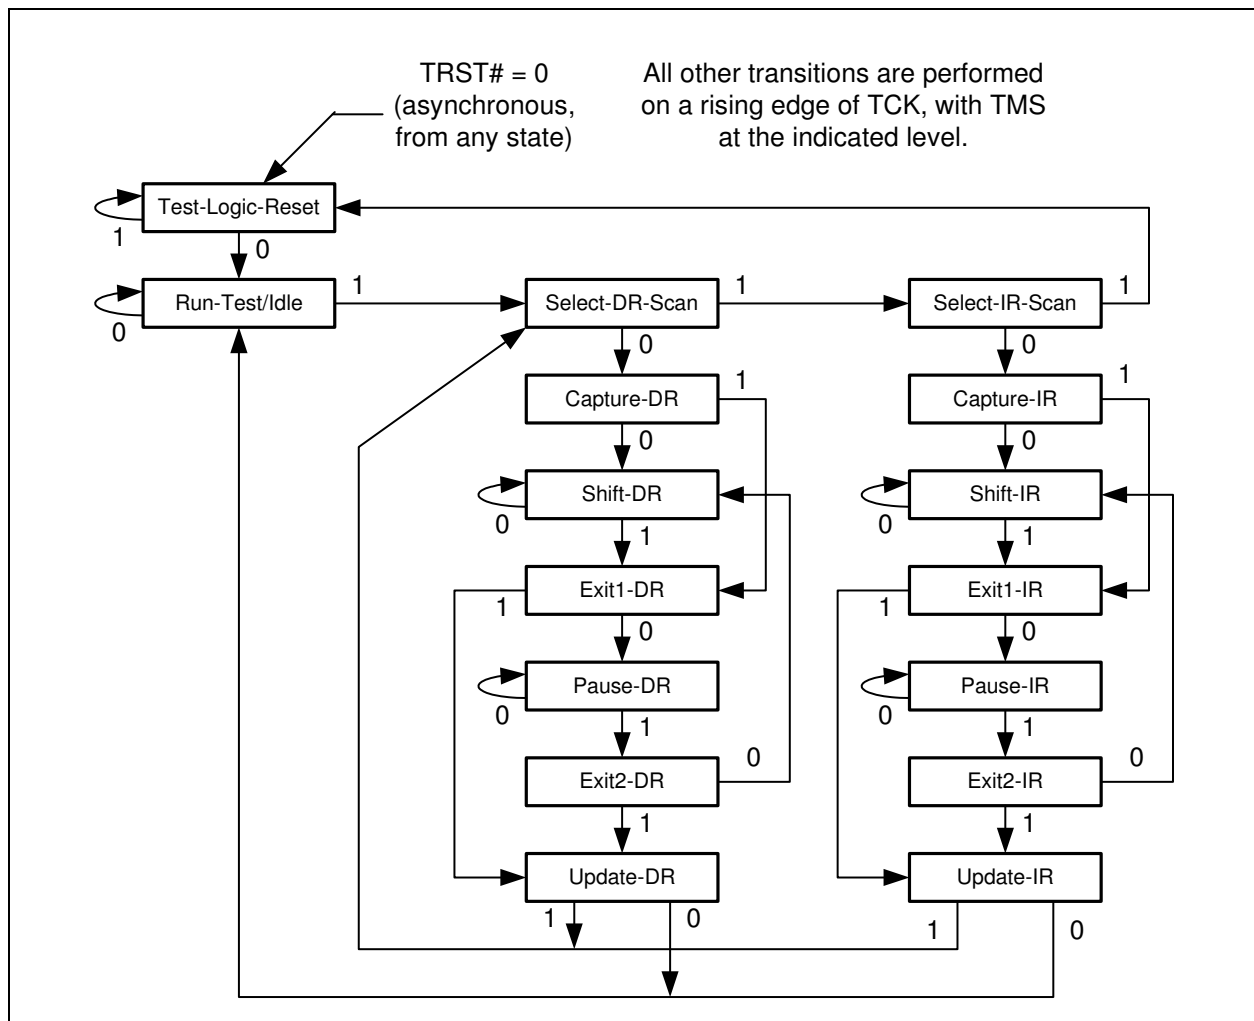 TRST# = 0
(asynchronous,
from any state)
All other transitions are performed
on a rising edge of TCK, with TMS
at the indicated level.
Test-Logic-Reset
1
0
Run-Test/Idle
0
1
Select-DR-Scan
1
0
Select-IR-Scan
1
0
Capture-DR
1
0
Capture-IR
1
0
Shift-DR
0
1
Shift-IR
0
1
Exit1-DR
1
0
Exit1-IR
1
0
Pause-DR
0
1
Pause-IR
0
1
Exit2-DR
0
1
Exit2-IR
0
1
Update-DR
1
0
Update-IR
1
0